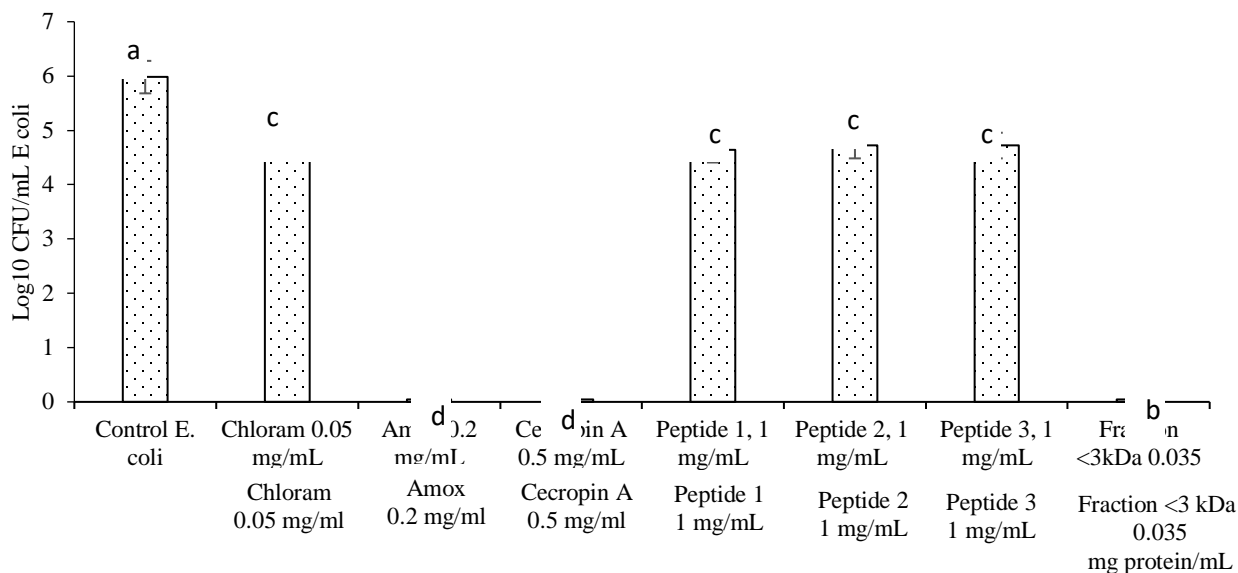 Log10 CFU/mL E coli
7
6
5
4
3
2
1
0
a
c
d
d
c
c
c
b
Control E.
coli
Chloram 0.05
mg/mL
0.2
mg/mL
A
0.5 mg/mL
Peptide 1, 1
mg/mL
Peptide 2, 1
mg/mL
Peptide 3, 1
mg/mL
<3kDa 0.035
Chloram
0.05 mg/ml
Amox
0.2 mg/ml
Cecropin A
0.5 mg/ml
Peptide 1
1 mg/mL
Peptide 2
1 mg/mL
Peptide 3
1 mg/mL
Fraction <3 kDa
0.035
mg protein/mL